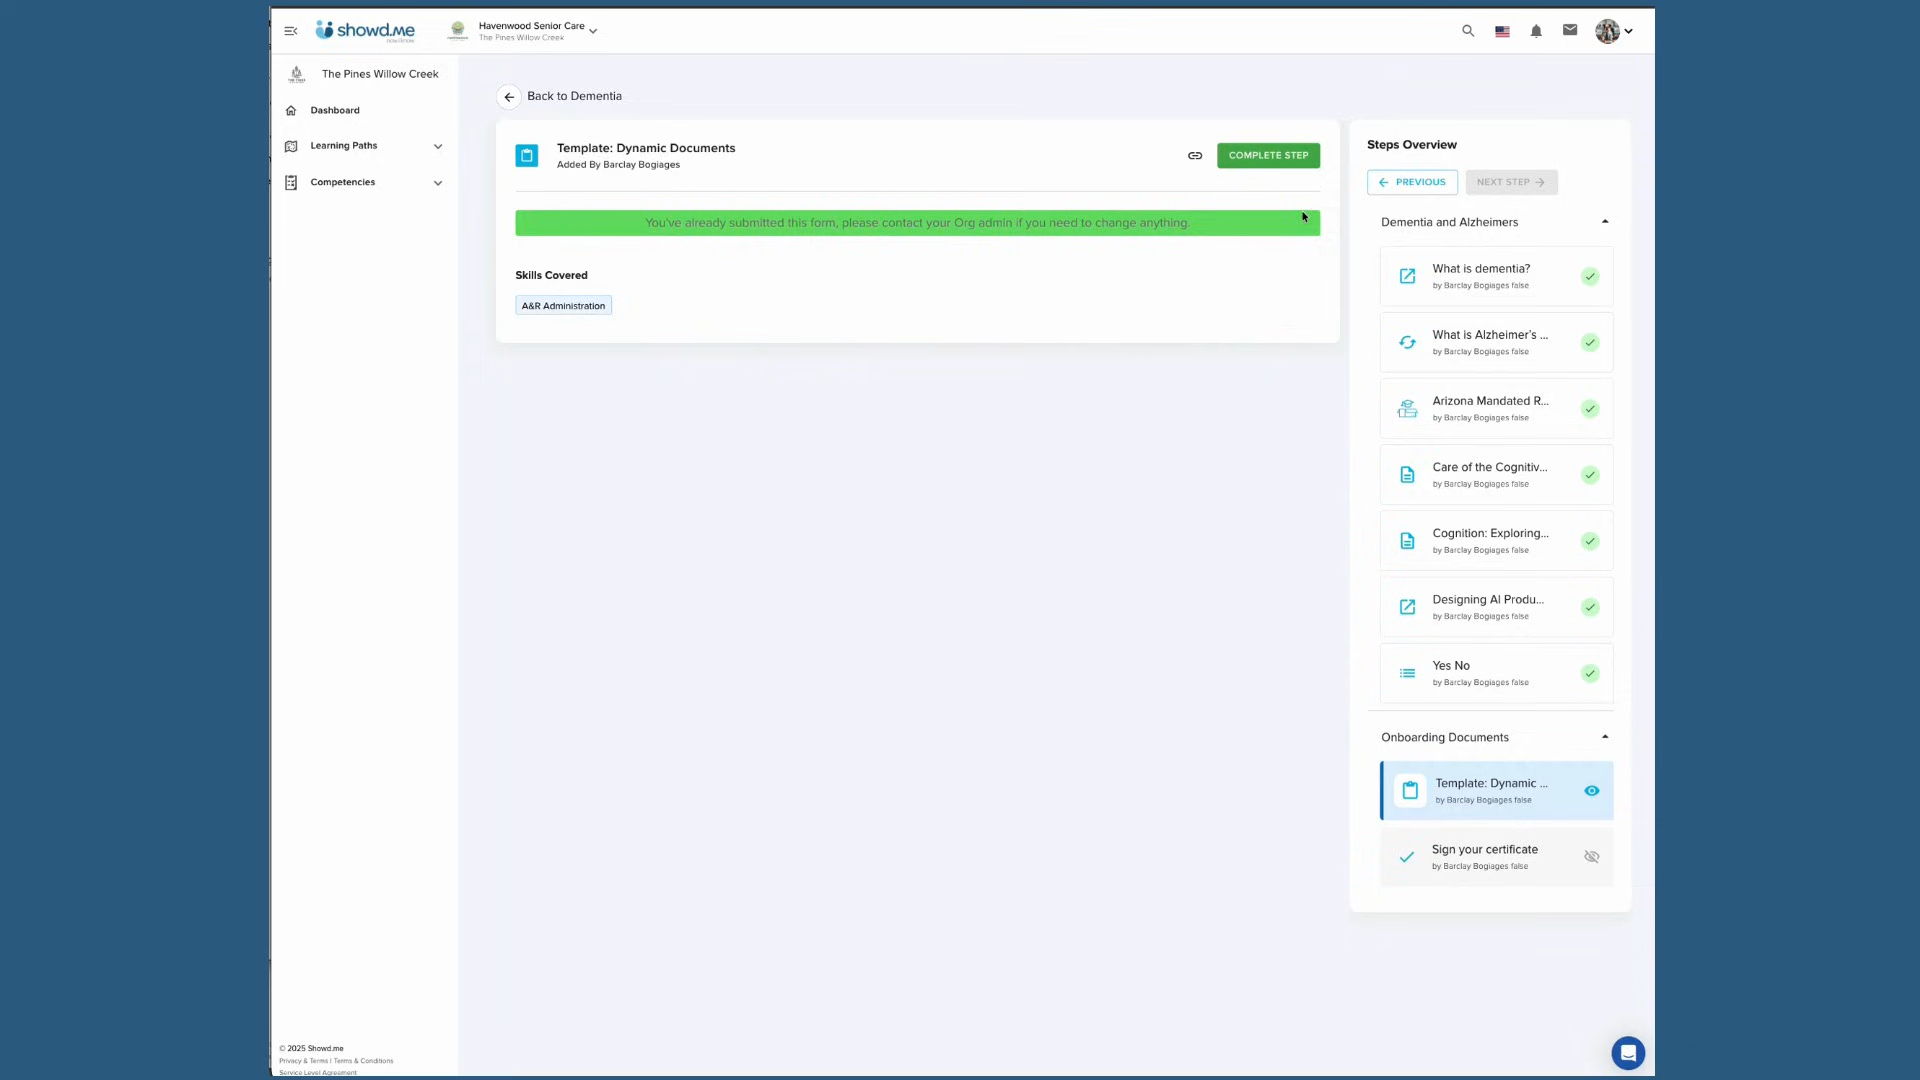 showd.me
Havenwood Senior Care
The Pines Willow Creek
The Pines Willow Creek
Dashboard
Learning Paths
Competencies
Back to Dementia
Template: Dynamic Documents
Added By Barclay Bogiages
COMPLETE STEP
You've already submitted this form, please contact your Org admin if you need to change anything.
Skills Covered
A&R Administration
Steps Overview
PREVIOUS
NEXT STEP
Dementia and Alzheimers
What is dementia?
by Barclay Bogiages false
What is Alzheimer's ...
by Barclay Bogiages false
Arizona Mandated R...
by Barclay Bogiages false
Care of the Cognitiv...
by Barclay Bogiages false
Cognition: Exploring...
by Barclay Bogiages false
Designing AI Produ...
by Barclay Bogiages false
Yes No
by Barclay Bogiages false
Onboarding Documents
Template: Dynamic ...
by Barclay Bogiages false
Sign your certificate
by Barclay Bogiages false
© 2025 Showd.me
Privacy & Terms | Terms & Conditions
Service Level Agreement